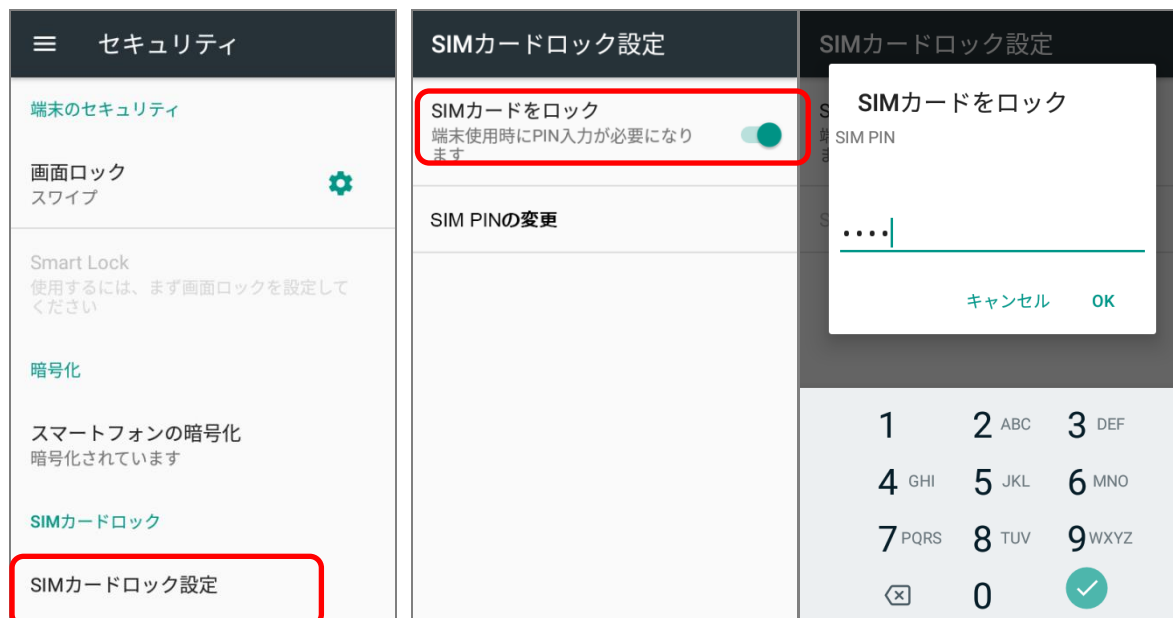 セキュリティ
端末のセキュリティ
画面ロック
スワイプ
Smart Lock
使用するには、まず画面ロックを設定して
ください
暗号化
スマートフォンの暗号化
暗号化されています
SIMカードロック
SIMカードロック設定
SIMカードロック設定
SIMカードをロック
端末使用時にPIN入力が必要になり
ます
SIM PINの変更
SIMカードロック設定
SIMカードをロック
SIM PIN
••••
キャンセル OK
1 2 ABC 3 DEF
4 GHI 5 JKL 6 MNO
7 PQRS 8 TUV 9 WXYZ
0